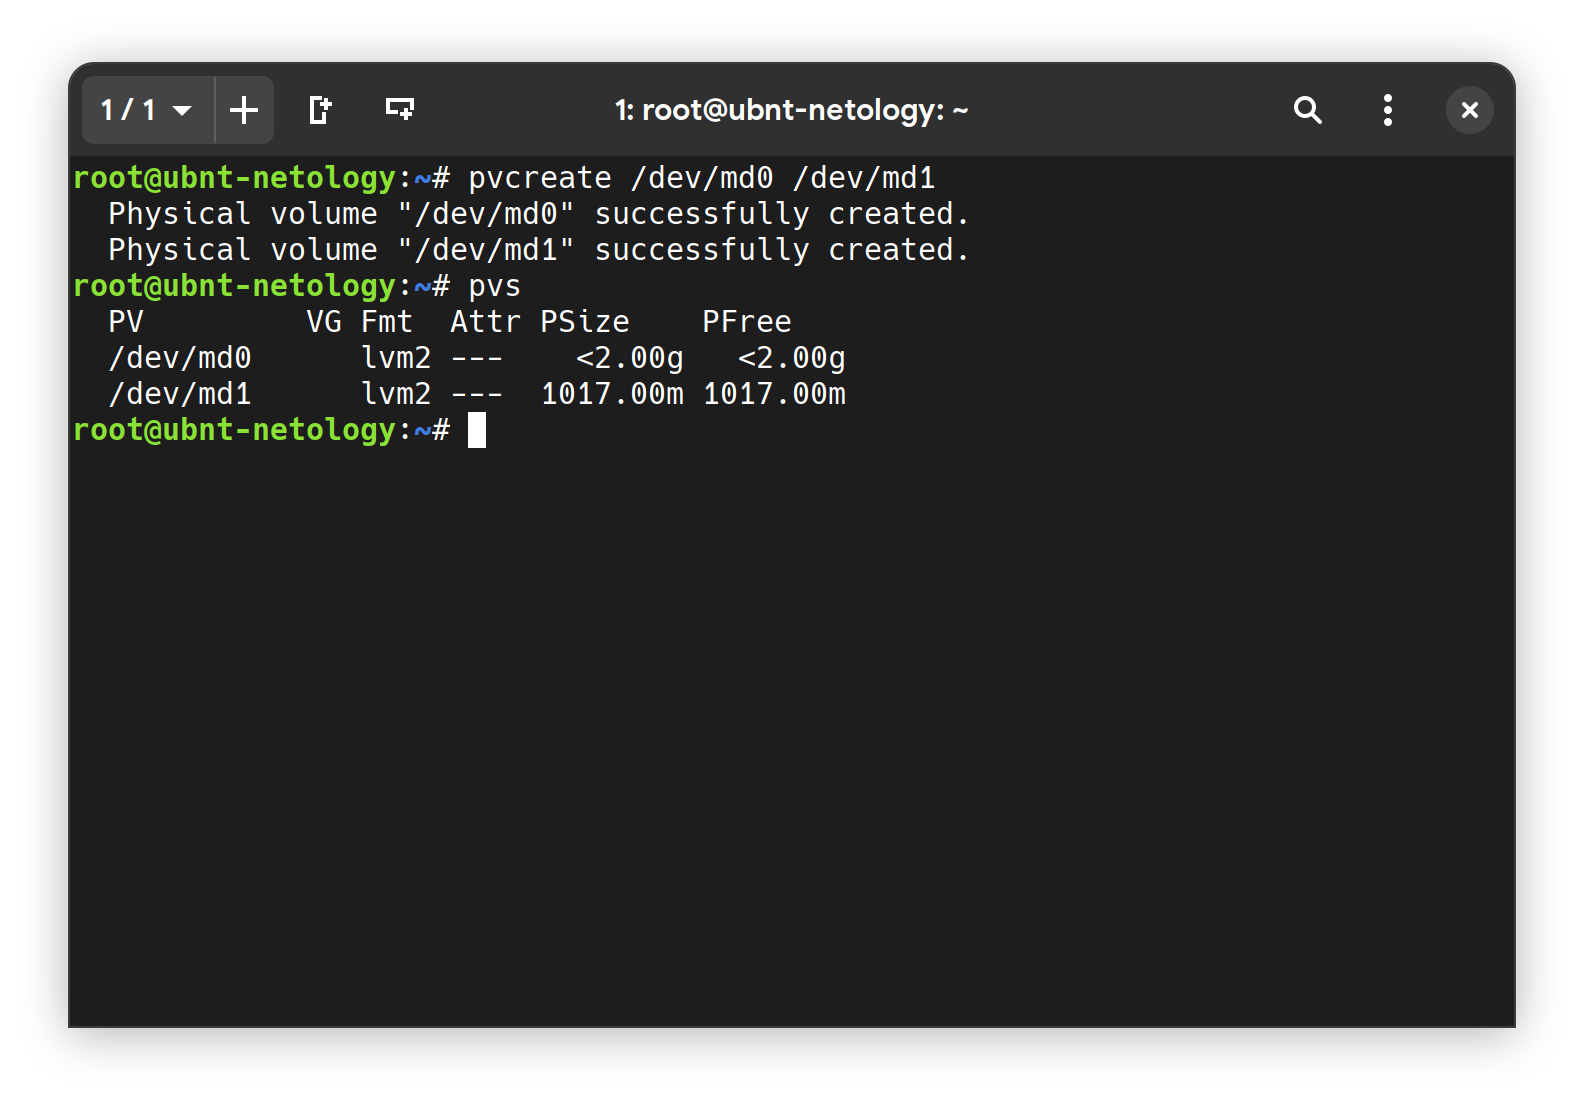 1 / 1
1: root@ubnt-netology: ~
root@ubnt-netology:~# pvcreate /dev/md0 /dev/md1
  Physical volume "/dev/md0" successfully created.
  Physical volume "/dev/md1" successfully created.
root@ubnt-netology:~# pvs
  PV         VG Fmt  Attr PSize    PFree
  /dev/md0      lvm2 ---    <2.00g   <2.00g
  /dev/md1      lvm2 ---  1017.00m 1017.00m
root@ubnt-netology:~#